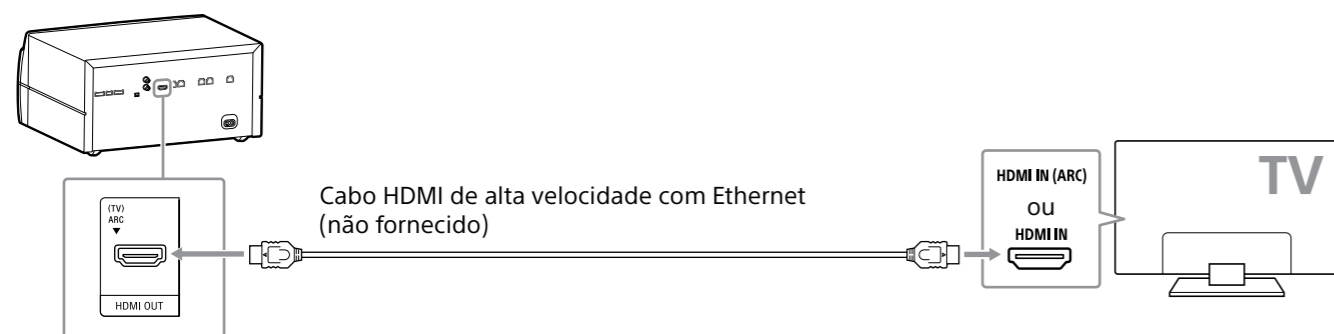 (TV)
ARC
HDMI OUT
Cabo HDMI de alta velocidade com Ethernet
(não fornecido)
HDMI IN (ARC)
ou
HDMI IN
TV